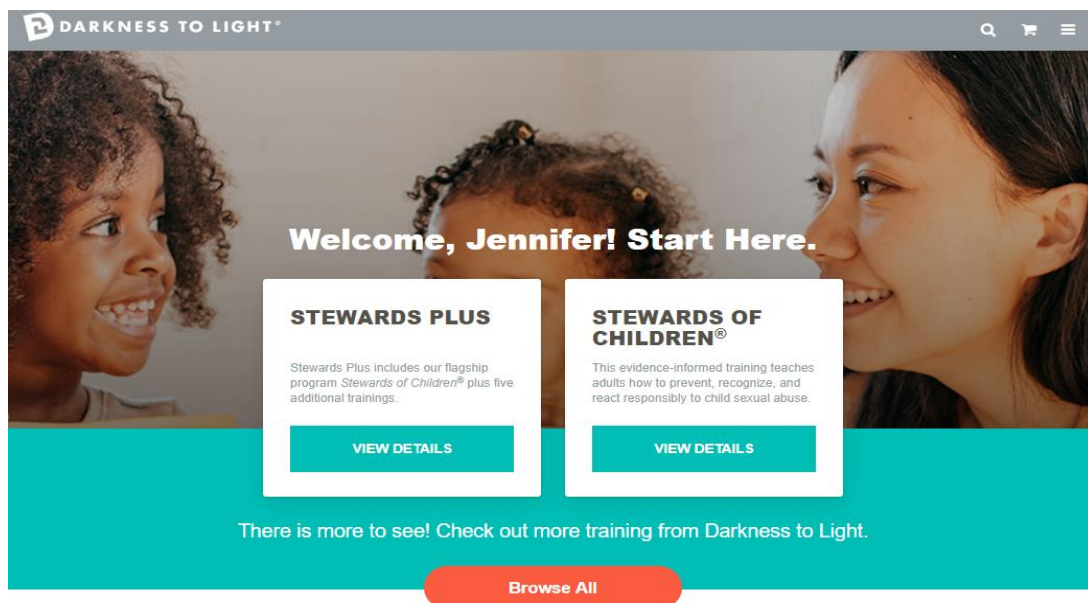 DARKNESS TO LIGHT®
Welcome, Jennifer! Start Here.
STEWARDS PLUS
Stewards Plus includes our flagship
program Stewards of Children® plus five
additional trainings.
VIEW DETAILS
STEWARDS OF
CHILDREN®
This evidence-informed training teaches
adults how to prevent, recognize, and
react responsibly to child sexual abuse.
VIEW DETAILS
There is more to see! Check out more training from Darkness to Light.
Browse All